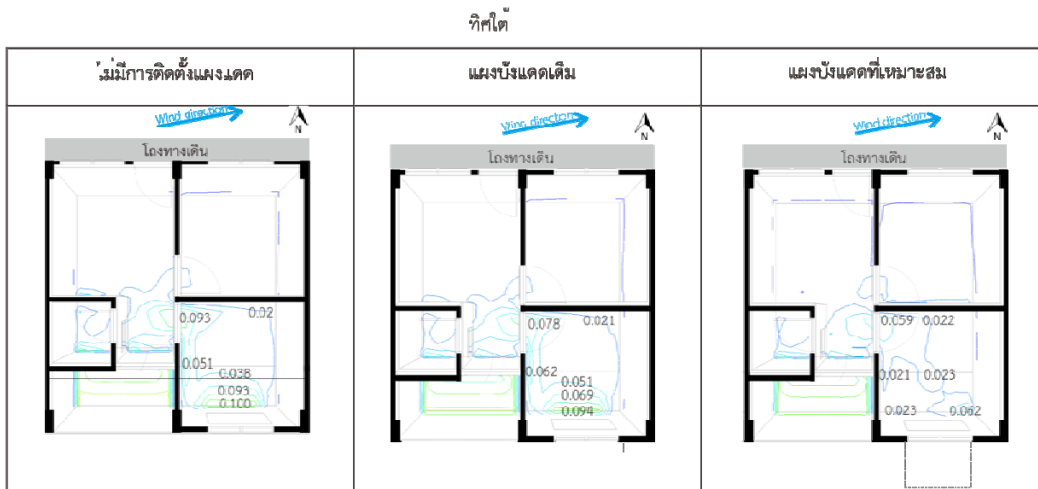 ทิศใต้
ไม่มีการติดตั้งแผงแดด
แผงบังแดดเดิม
แผงบังแดดที่เหมาะสม
Wind direction
N
โถงทางเดิน
0.093
0.02
0.051
0.038
0.093
0.100
Wind direction
N
โถงทางเดิน
0.078
0.021
0.062
0.051
0.069
0.094
Wind direction
N
โถงทางเดิน
0.059
0.022
0.021
0.023
0.023
0.062